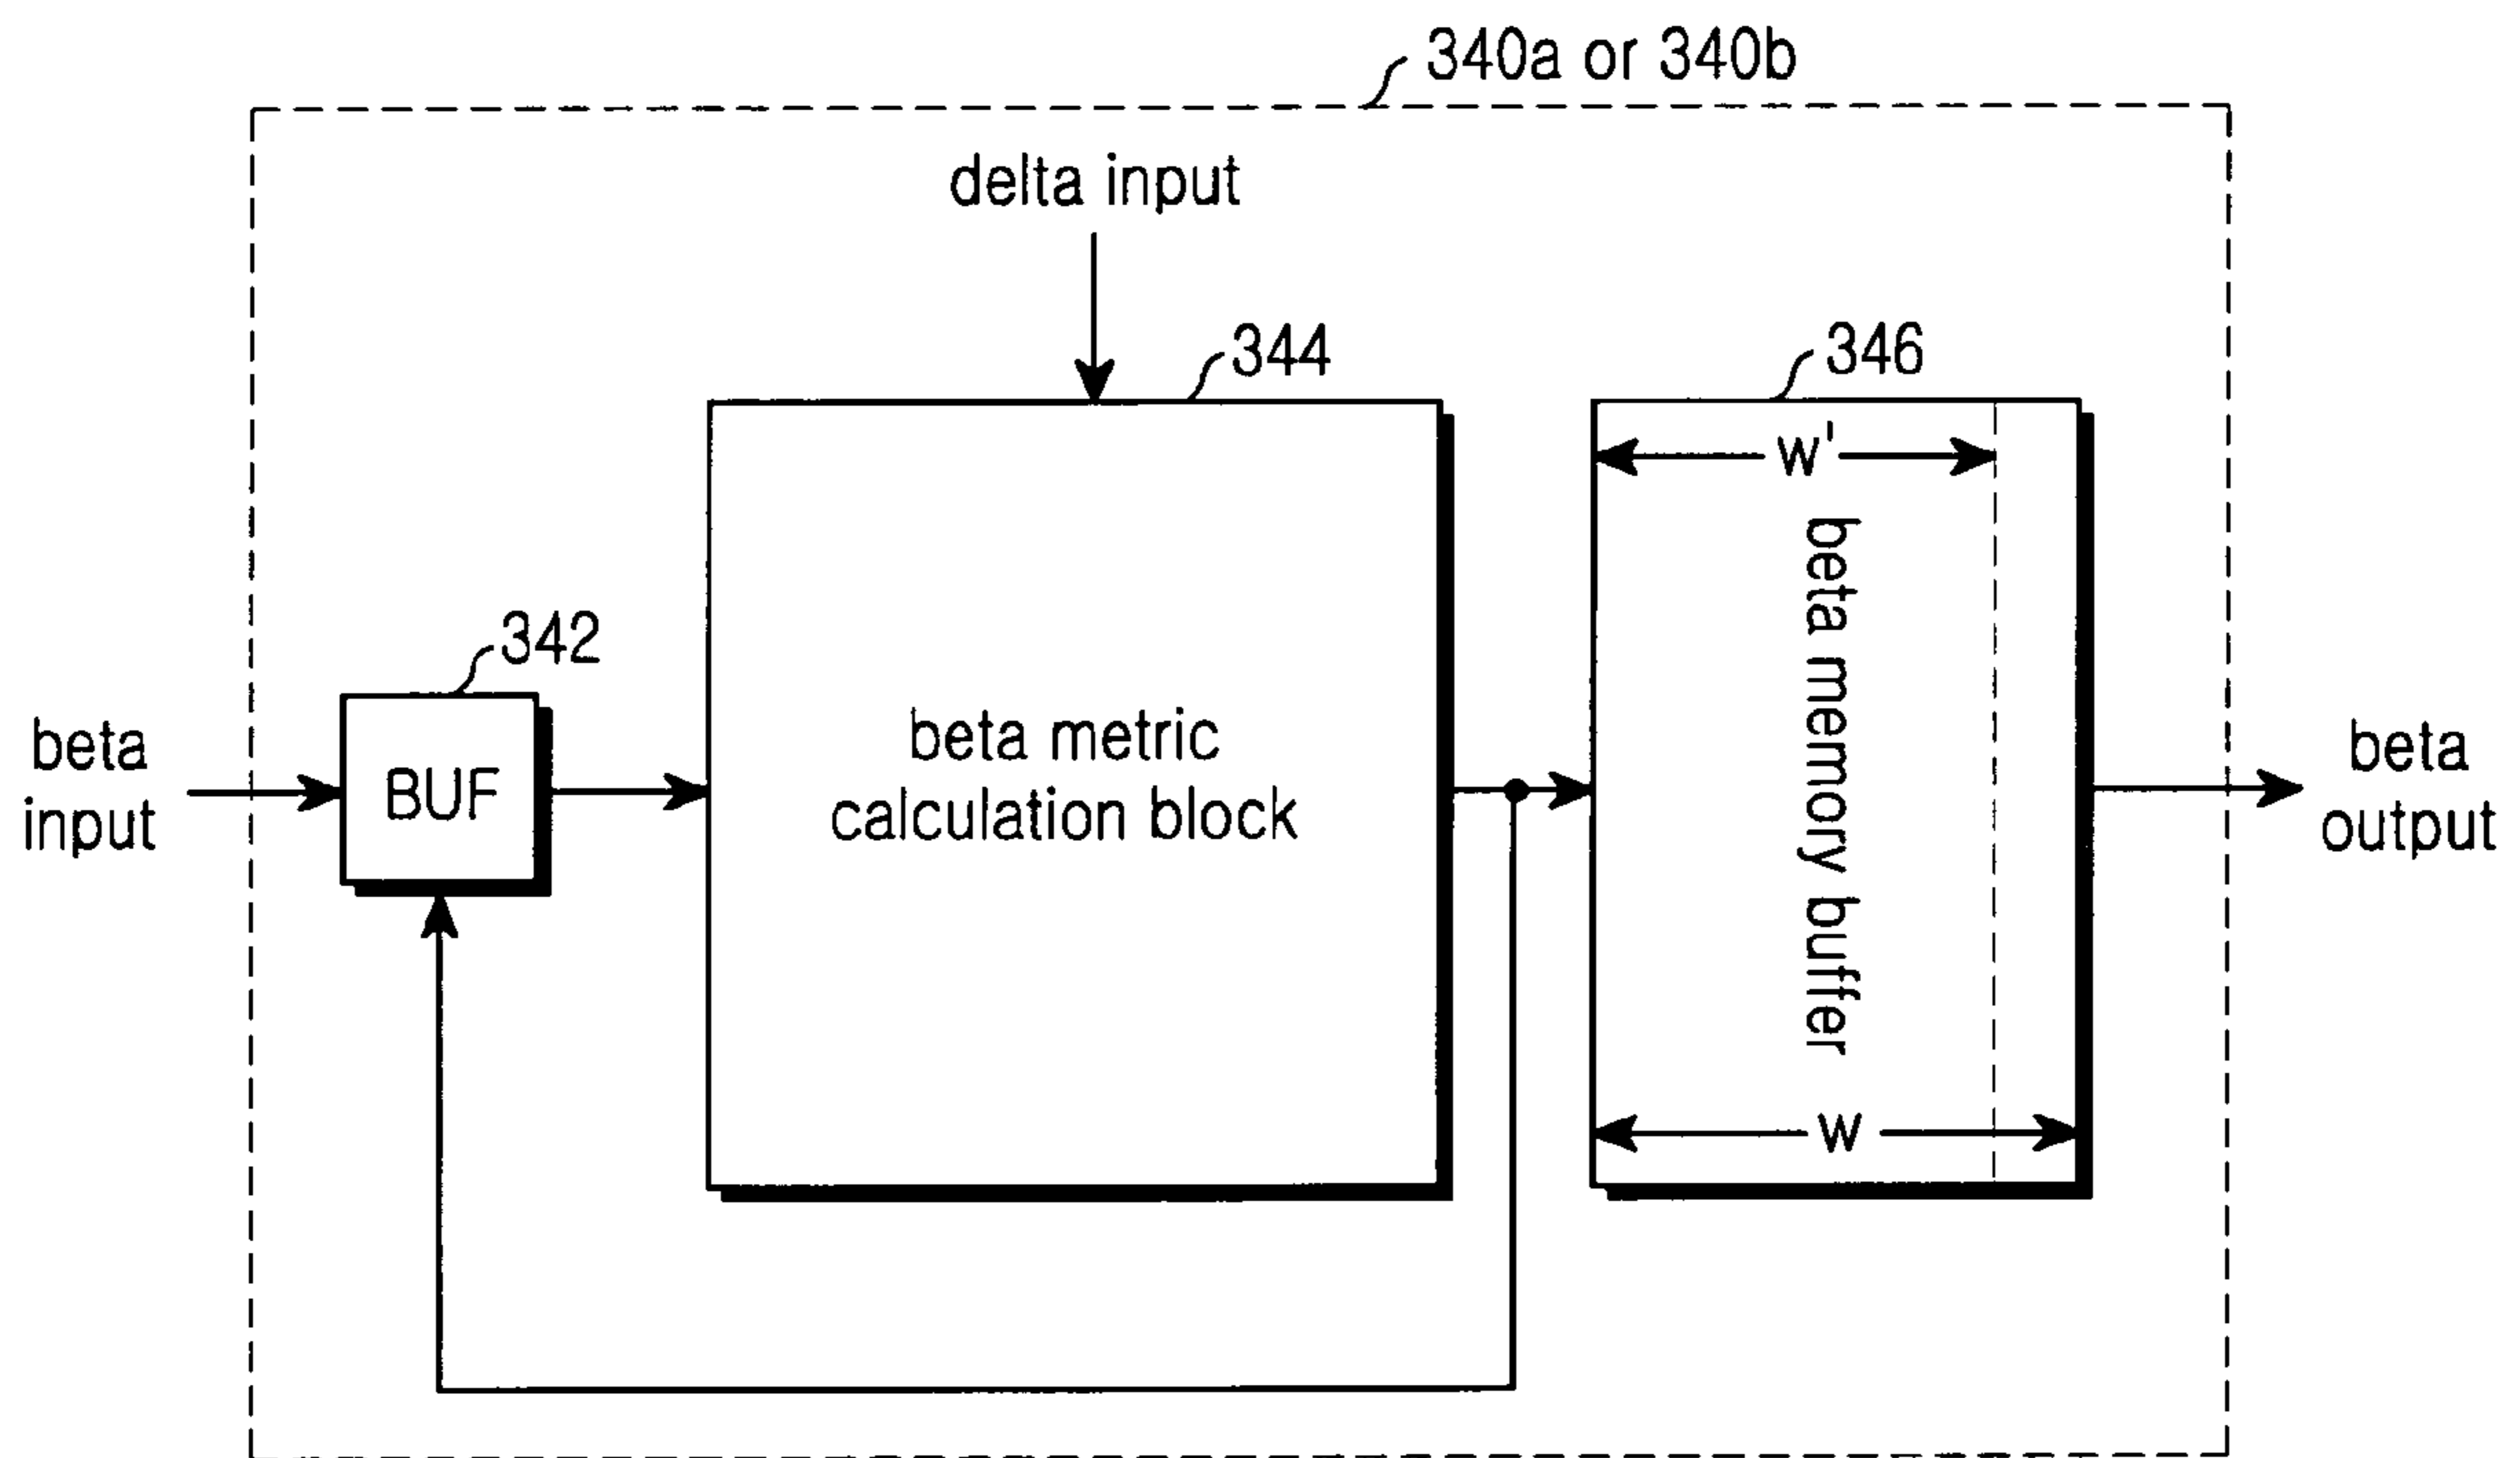 340a or 340b
delta input
344
346
w'
342
beta
input
BUF
beta metric
calculation block
beta memory buffer
beta
output
w